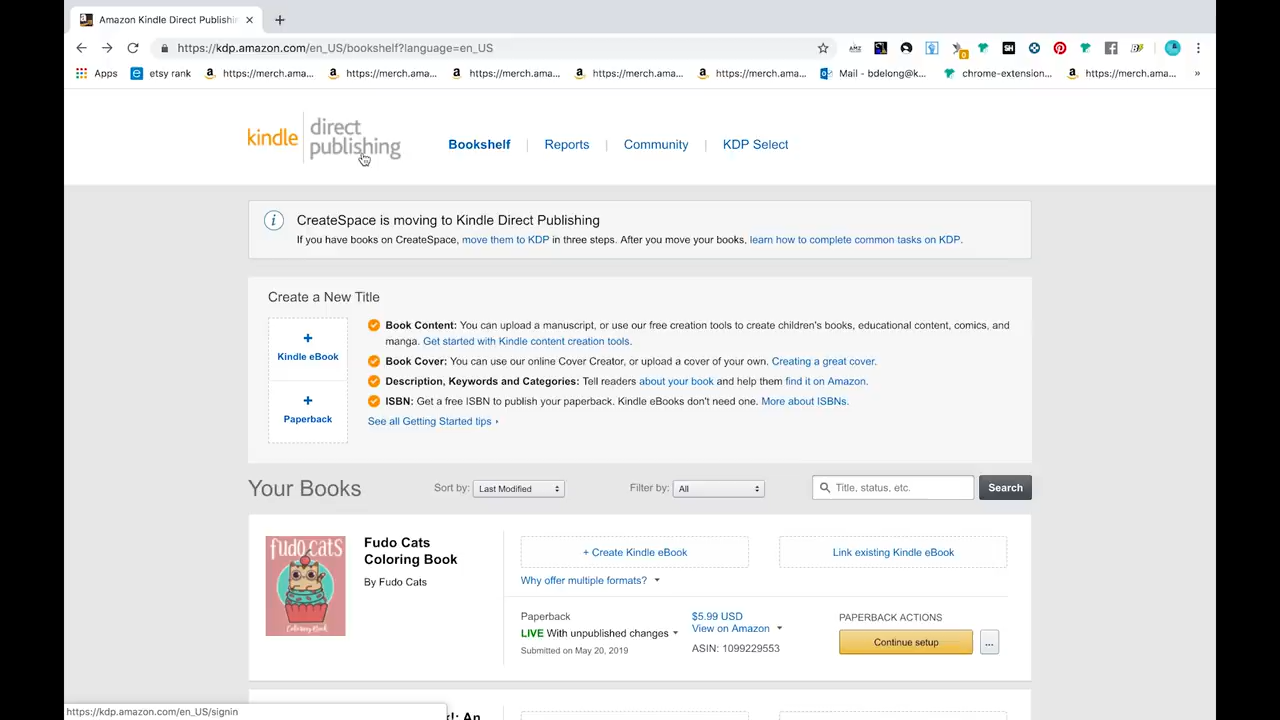 Amazon Kindle Direct Publishin
https://kdp.amazon.com/en_US/bookshelf?language=en_US
Apps
etsy rank
https://merch.ama...
https://merch.ama...
https://merch.ama...
https://merch.ama...
https://merch.ama...
Mail - bdelong@k...
chrome-extension...
https://merch.ama...
kindle
direct
publishing
Bookshelf
Reports
Community
KDP Select
CreateSpace is moving to Kindle Direct Publishing
If you have books on CreateSpace, move them to KDP in three steps. After you move your books, learn how to complete common tasks on KDP.
Create a New Title
+
Kindle eBook
+
Paperback
Book Content: You can upload a manuscript, or use our free creation tools to create children's books, educational content, comics, and
manga. Get started with Kindle content creation tools.
Book Cover: You can use our online Cover Creator, or upload a cover of your own. Creating a great cover.
Description, Keywords and Categories: Tell readers about your book and help them find it on Amazon.
ISBN: Get a free ISBN to publish your paperback. Kindle eBooks don't need one. More about ISBNs.
See all Getting Started tips ›
Your Books
Sort by:
Last Modified
Filter by:
All
Title, status, etc.
Search
fudo cats
Coloring Book
Fudo Cats
Coloring Book
By Fudo Cats
+ Create Kindle eBook
Link existing Kindle eBook
Why offer multiple formats?
Paperback
LIVE With unpublished changes
Submitted on May 20, 2019
$5.99 USD
View on Amazon
ASIN: 1099229553
PAPERBACK ACTIONS
Continue setup
...
https://kdp.amazon.com/en_US/signin
!: An